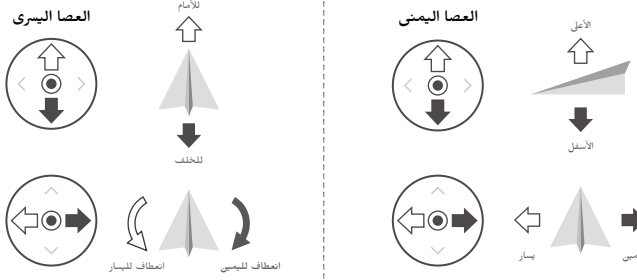 العصا اليمنى
الأعلى
الأسفل
يسار
العصا اليسرى
للأمام
للخلف
انعطاف لليمين
انعطاف لليسار